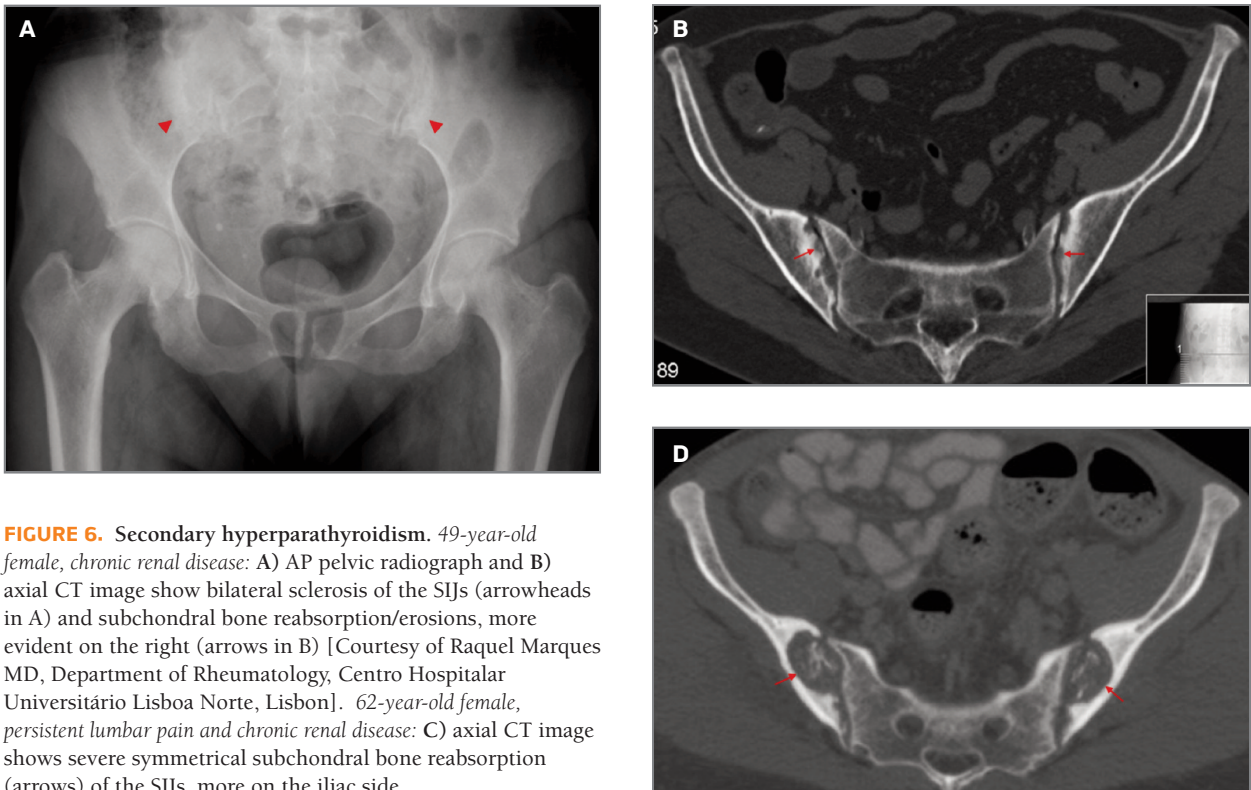 A
B
5
89
1
D
FIGURE 6. Secondary hyperparathyroidism. 49-year-old
female, chronic renal disease: A) AP pelvic radiograph and B)
axial CT image show bilateral sclerosis of the SIJs (arrowheads
in A) and subchondral bone reabsorption/erosions, more
evident on the right (arrows in B) [Courtesy of Raquel Marques
MD, Department of Rheumatology, Centro Hospitalar
Universitário Lisboa Norte, Lisbon]. 62-year-old female,
persistent lumbar pain and chronic renal disease: C) axial CT image
shows severe symmetrical subchondral bone reabsorption
(arrows) of the SIJs, more on the iliac side